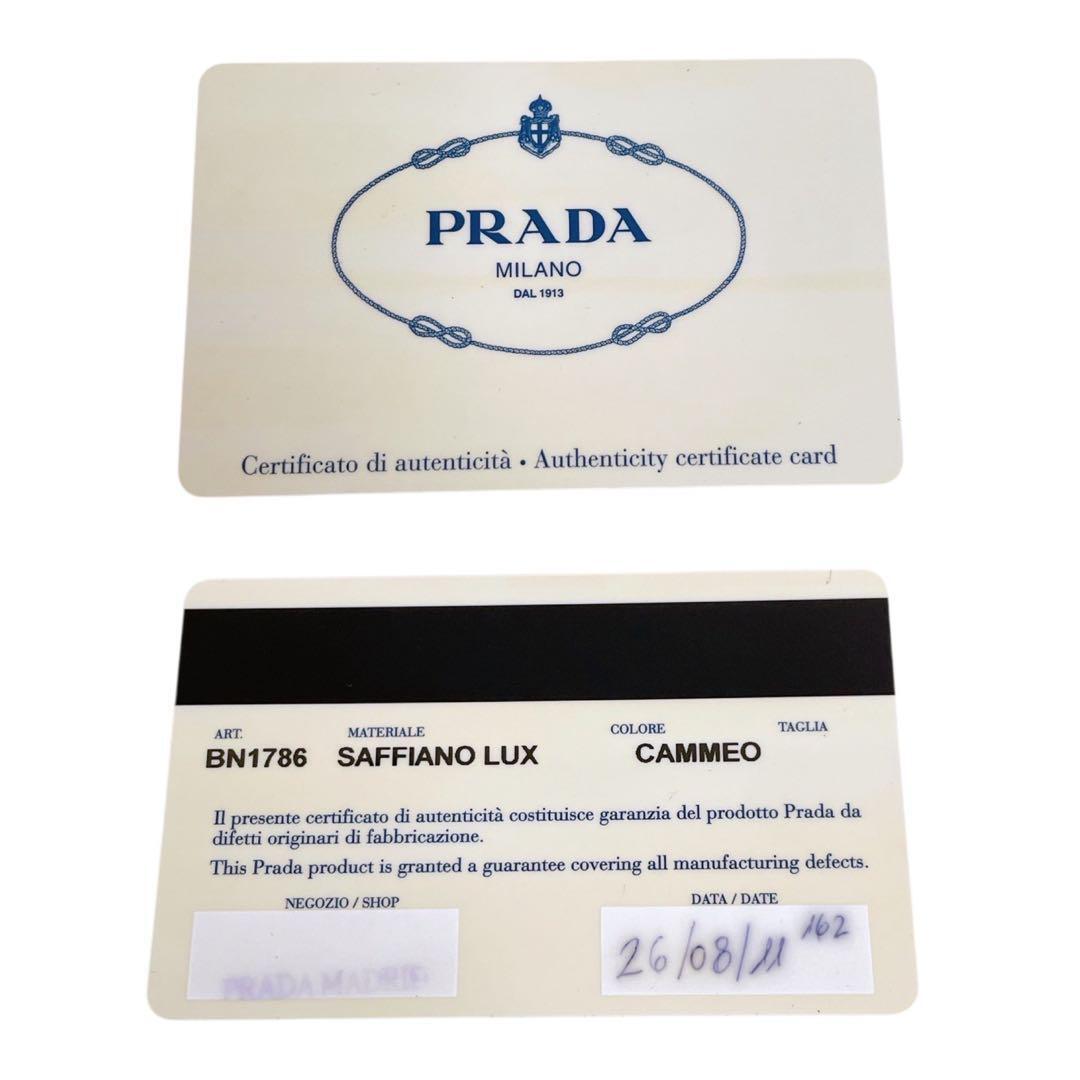 PRADA
MILANO
DAL 1913
Certificato di autenticità • Authenticity certificate card
ART. MATERIALE COLORE TAGLIA
BN1786 SAFFIANO LUX CAMMEO
Il presente certificato di autenticità costituisce garanzia del prodotto Prada da
difetti originari di fabbricazione.
This Prada product is granted a guarantee covering all manufacturing defects.
NEGOZIO / SHOP DATA / DATE
PRADA 26/08/11 162